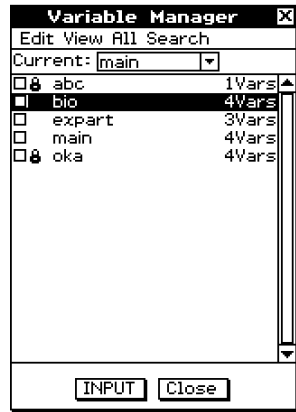 Variable Manager X
Edit View All Search
Current: main
abc 1Vars
bio 4Vars
expart 3Vars
main 4Vars
oka 4Vars
INPUT Close